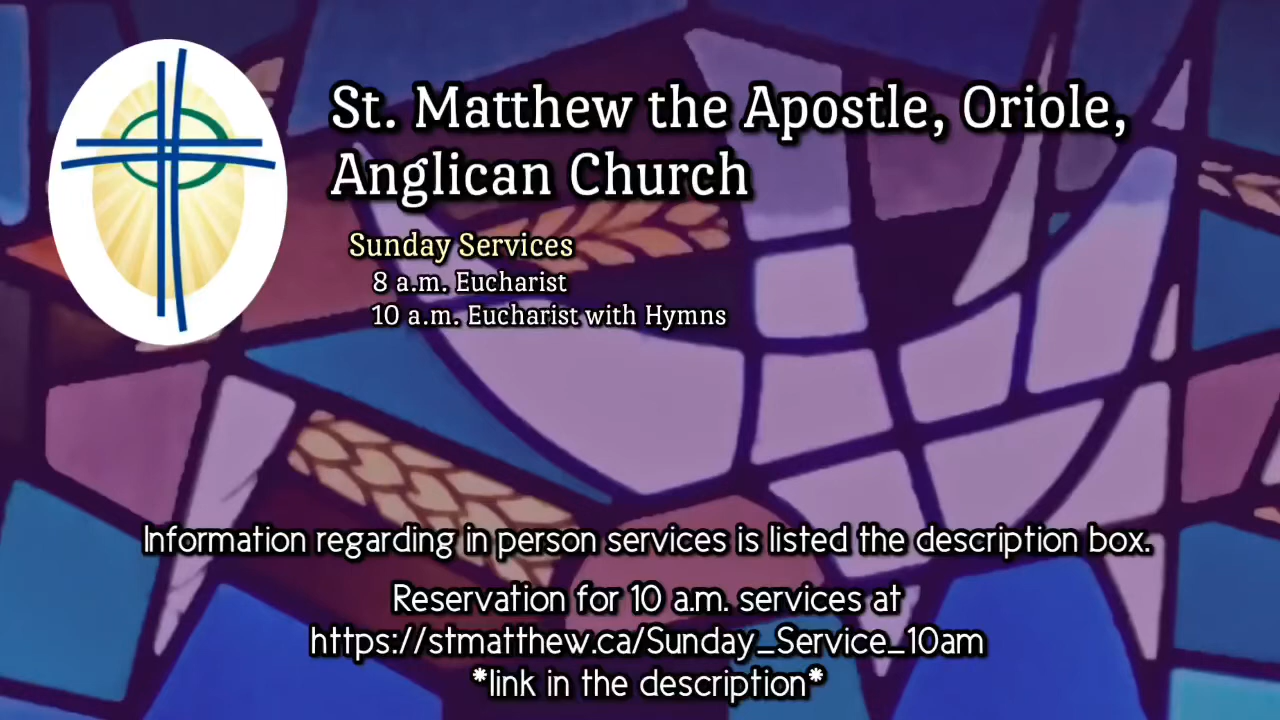 St. Matthew the Apostle, Oriole,
Anglican Church
Sunday Services
8 a.m. Eucharist
10 a.m. Eucharist with Hymns
Information regarding in person services is listed the description box.
Reservation for 10 a.m. services at
https://stmatthew.ca/Sunday_Service_10am
*link in the description*